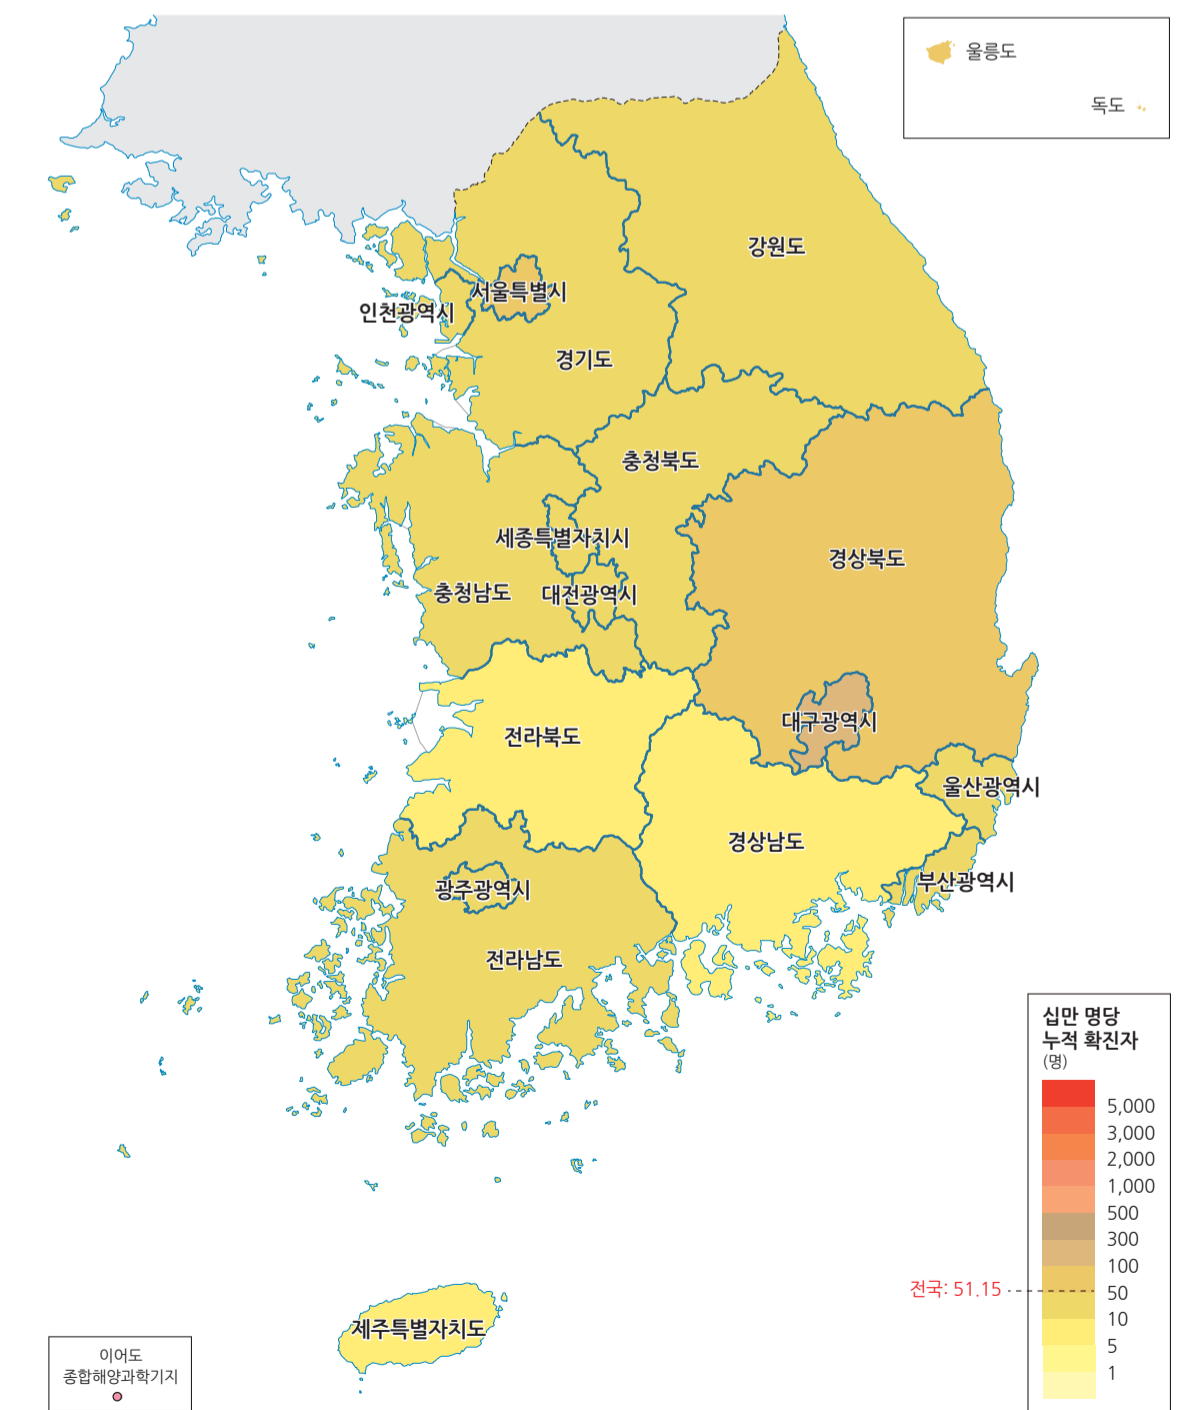 울릉도
독도
강원도
서울특별시
인천광역시
경기도
충청북도
세종특별자치시
경상북도
충청남도
대전광역시
대구광역시
전라북도
울산광역시
경상남도
부산광역시
광주광역시
전라남도
십만 명당
누적 확진자
(명)
5,000
3,000
2,000
1,000
500
300
100
전국: 51.15
50
10
5
1
제주특별자치도
이어도
종합해양과학기지